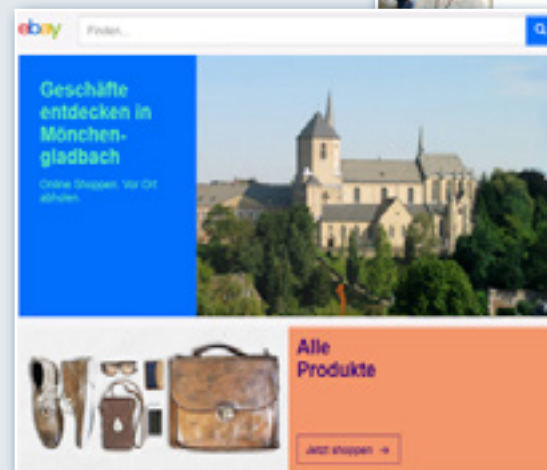 ebay
Finden...
Geschäfte
entdecken in
Mönchen-
gladbach
Online Shoppen. Vor Ort
abholen.
Alle
Produkte
Jetzt shoppen →